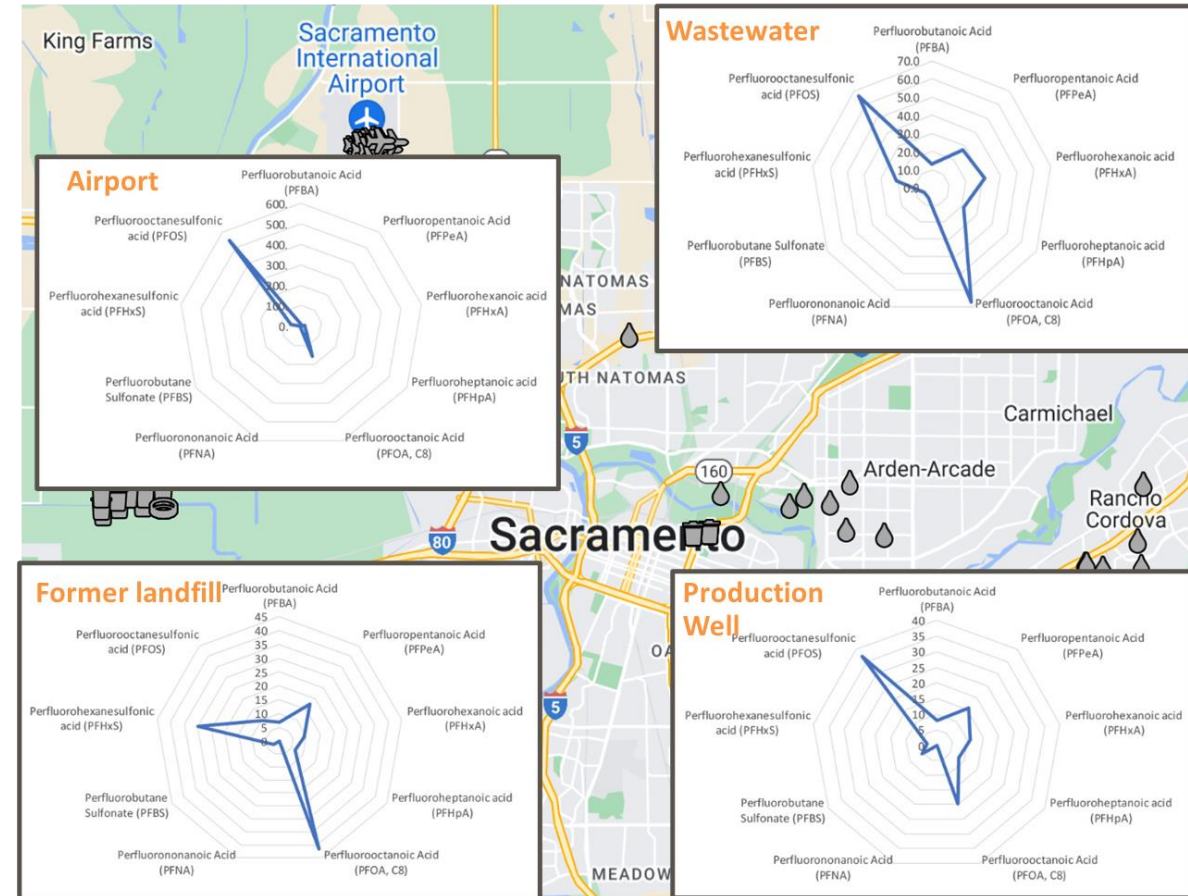 King Farms
Sacramento
International
Airport
Wastewater
Perfluorobutanoic Acid
(PFBA)
70.0
60.0
50.0
40.0
30.0
20.0
10.0
0.0
Perfluoropentanoic Acid
(PFPeA)
Perfluorohexanoic acid
(PFHxA)
Perfluoroheptanoic acid
(PFHpA)
Perfluorooctanoic Acid
(PFOA, C8)
Perfluorononanoic Acid
(PFNA)
Perfluorobutane Sulfonate
(PFBS)
Perfluorohexanesulfonic
acid (PFHxS)
Perfluorooctanesulfonic
acid (PFOS)
Airport
Perfluorobutanoic Acid
(PFBA)
600.
500.
400.
300.
200.
100.
0.
Perfluoropentanoic Acid
(PFPeA)
Perfluorohexanoic acid
(PFHxA)
Perfluoroheptanoic acid
(PFHpA)
Perfluorooctanoic Acid
(PFOA, C8)
Perfluorononanoic Acid
(PFNA)
Perfluorobutane
Sulfonate (PFBS)
Perfluorohexanesulfonic
acid (PFHxS)
Perfluorooctanesulfonic
acid (PFOS)
NATOMAS
MAS
UTH NATOMAS
5
160
Carmichael
Arden-Arcade
Rancho
Cordova
80
Sacramento
Former landfill
Perfluorobutanoic Acid
(PFBA)
45
40
35
30
25
20
15
10
5
0
Perfluoropentanoic Acid
(PFPeA)
Perfluorohexanoic acid
(PFHxA)
Perfluoroheptanoic acid
(PFHpA)
Perfluorooctanoic Acid
(PFOA, C8)
Perfluorononanoic Acid
(PFNA)
Perfluorobutane
Sulfonate (PFBS)
Perfluorohexanesulfonic
acid (PFHxS)
Perfluorooctanesulfonic
acid (PFOS)
OA
5
MEADOW
Production
Well
Perfluorobutanoic Acid
(PFBA)
40
35
30
25
20
15
10
5
0
Perfluoropentanoic Acid
(PFPeA)
Perfluorohexanoic acid
(PFHxA)
Perfluoroheptanoic acid
(PFHpA)
Perfluorooctanoic Acid
(PFOA, C8)
Perfluorononanoic Acid
(PFNA)
Perfluorobutane
Sulfonate (PFBS)
Perfluorohexanesulfonic
acid (PFHxS)
Perfluorooctanesulfonic
acid (PFOS)